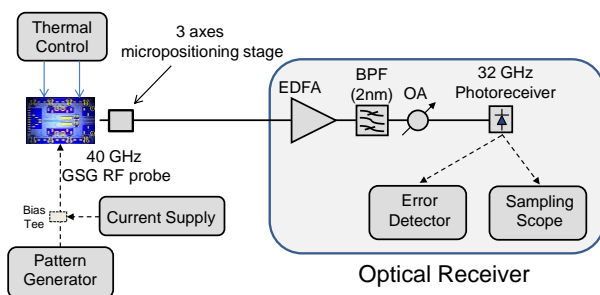 Thermal
Control
3 axes
micropositioning stage
40 GHz
GSG RF probe
Bias
Tee
Current Supply
Pattern
Generator
EDFA
BPF
(2nm)
OA
32 GHz
Photoreceiver
Error
Detector
Sampling
Scope
Optical Receiver